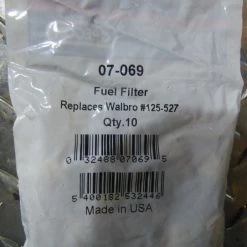 07-069
Fuel Filter
Replaces Walbro #125-527
Qty.10
0 32488 07069 5
5 400182 532446
Made in USA